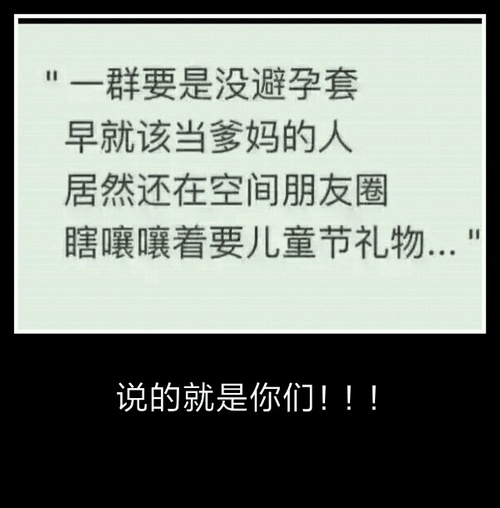 "一群要是没避孕套
早就该当爹妈的人
居然还在空间朋友圈
瞎嚷嚷着要儿童节礼物..."
说的就是你们!!!